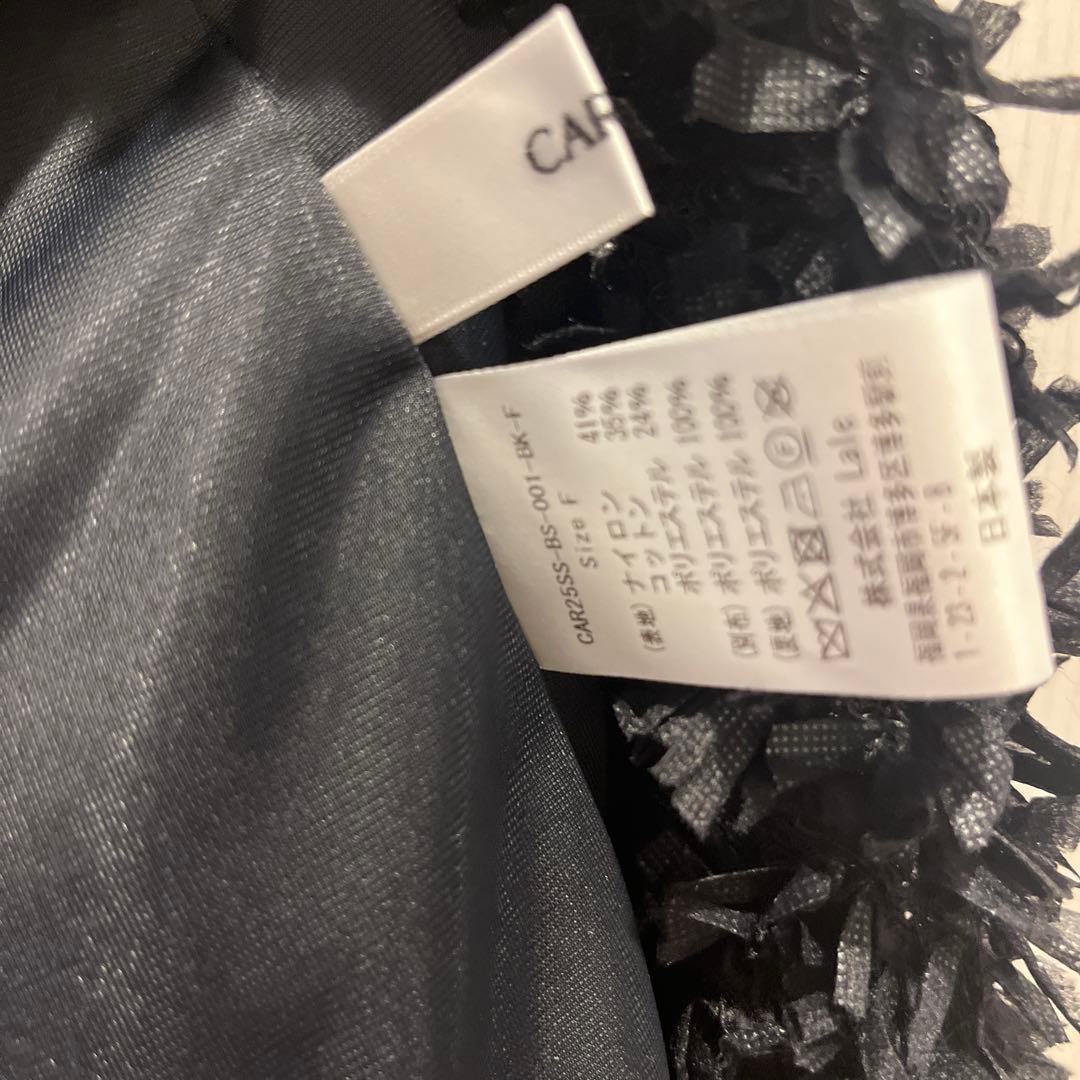 CAR
CAR25SS-BS-001-BK-F
Size F
(表地) ナイロン 41%
コットン 35%
ポリエステル 24%
(別布) ポリエステル 100%
(裏地) ポリエステル 100%
株式会社 Lale
福岡県福岡市博多区博多駅前
1-23-2-5F-B
日本製